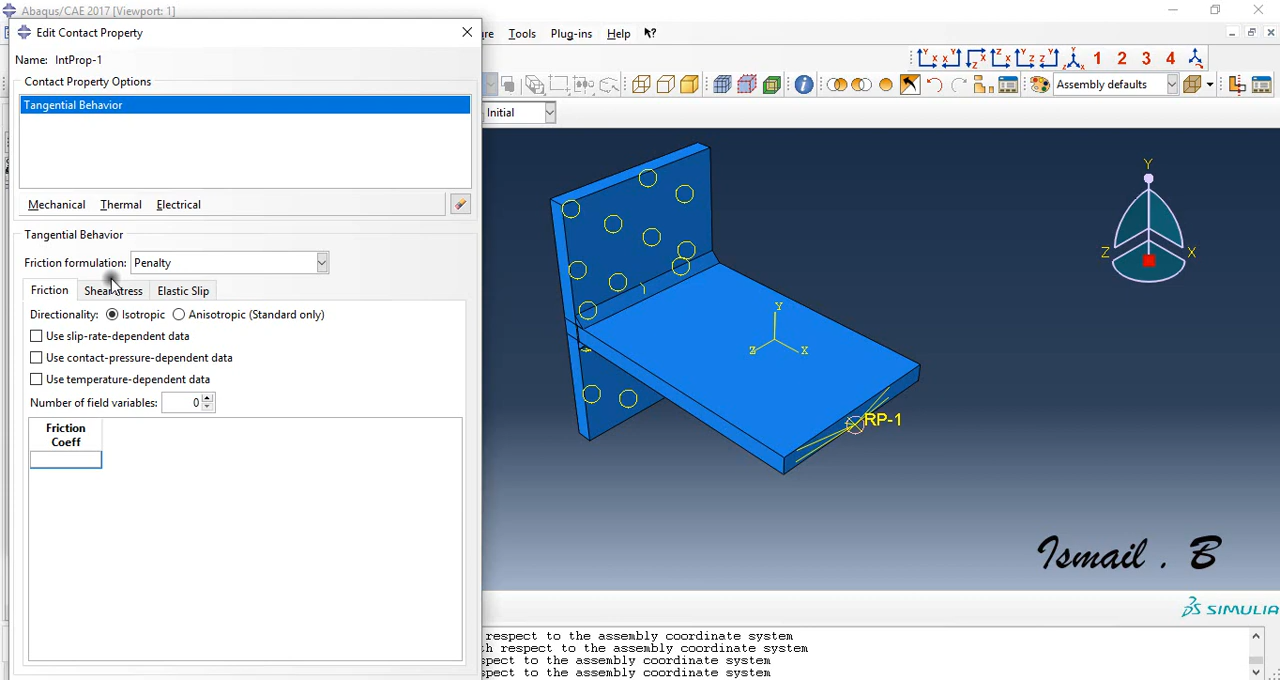 Abaqus/CAE 2017 [Viewport: 1]
Edit Contact Property
Tools Plug-ins Help
Name: IntProp-1
Contact Property Options
Tangential Behavior
1 2 3 4
Assembly defaults
Initial
Mechanical Thermal Electrical
Tangential Behavior
Friction formulation: Penalty
Friction Shear Stress Elastic Slip
Directionality: Isotropic Anisotropic (Standard only)
Use slip-rate-dependent data
Use contact-pressure-dependent data
Use temperature-dependent data
Number of field variables: 0
Friction
Coeff
Y
Z X
Y
Z X
RP-1
Ismail . B
SIMULIA
respect to the assembly coordinate system
h respect to the assembly coordinate system
spect to the assembly coordinate system
spect to the assembly coordinate system